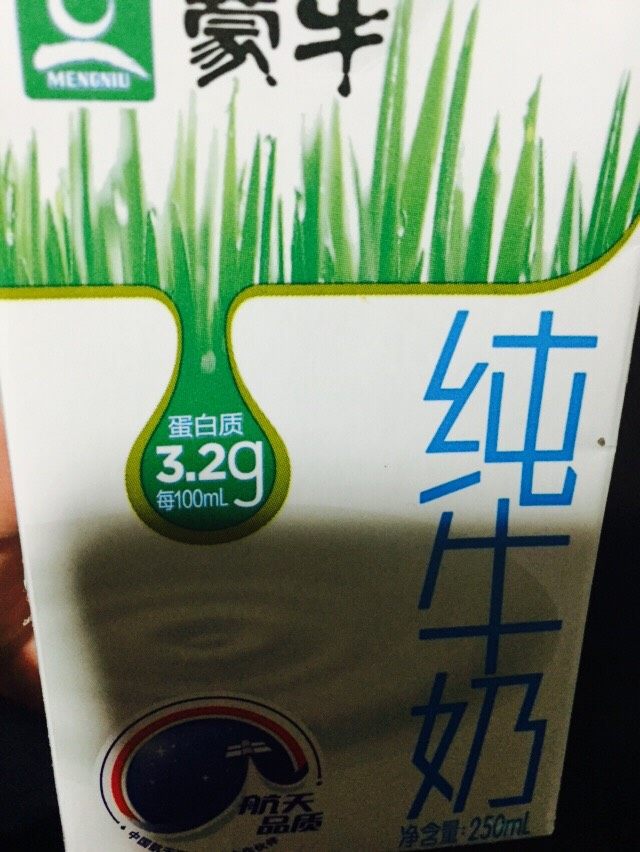 蒙牛
MENGNIU
蛋白质
3.2g
每100mL
纯牛奶
航天
品质
净含量:250mL